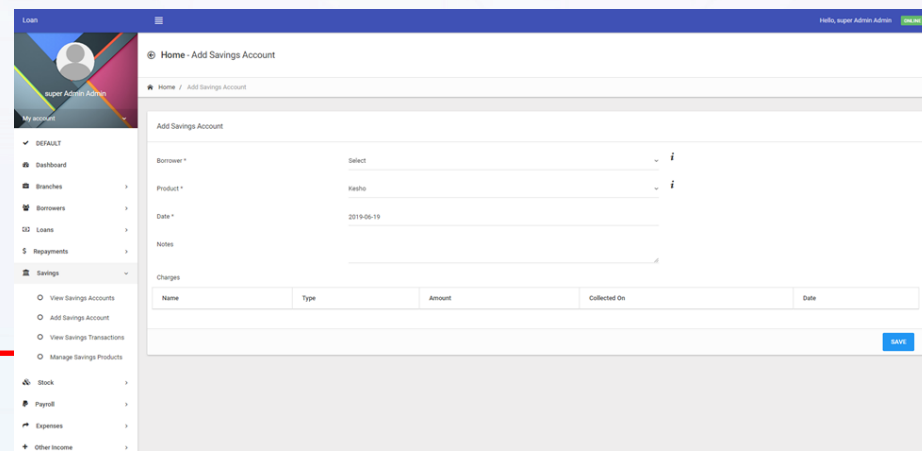 Loan
Hello, super Admin Admin ONLINE
super Admin Admin
My account
DEFAULT
Dashboard
Branches
Borrowers
Loans
$ Repayments
Savings
View Savings Accounts
Add Savings Account
View Savings Transactions
Manage Savings Products
Stock
Payroll
Expenses
Other Income
Home - Add Savings Account
Home / Add Savings Account
Add Savings Account
Borrower * Select i
Product * Kesho i
Date * 2019-06-19
Notes
Charges
Name Type Amount Collected On Date
SAVE